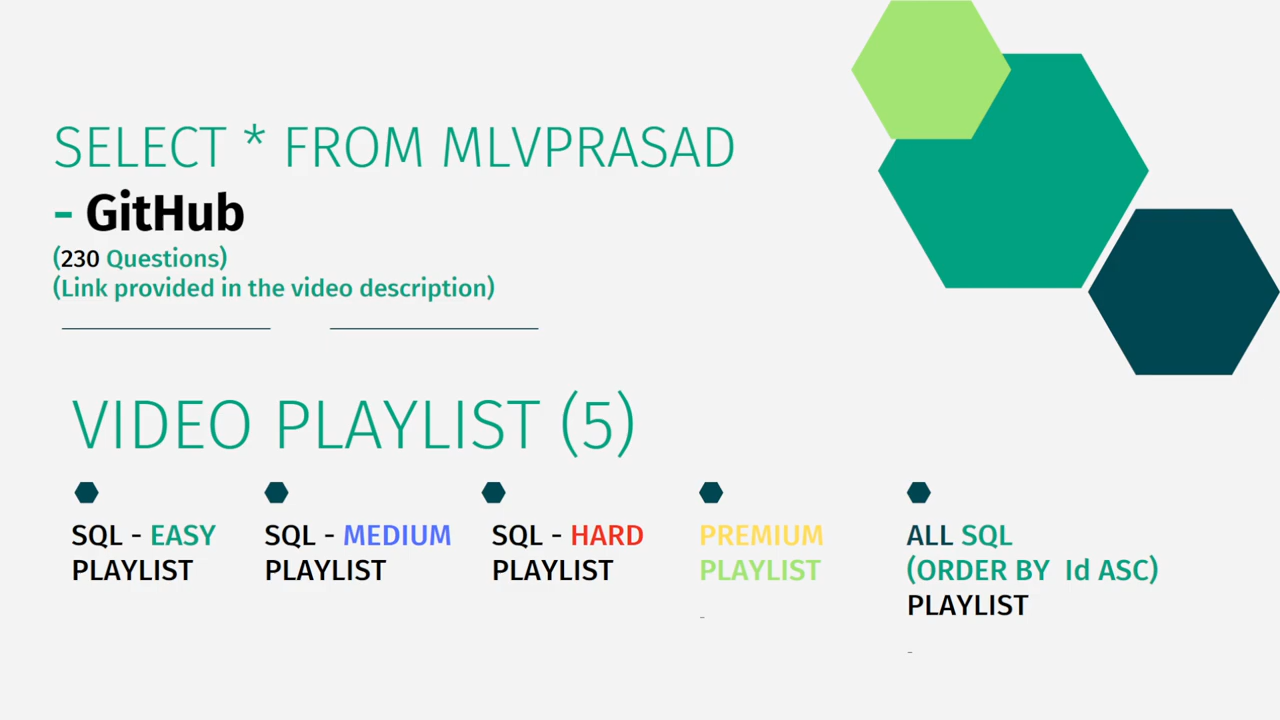 SELECT * FROM MLVPRASAD
- GitHub
(230 Questions)
(Link provided in the video description)
VIDEO PLAYLIST (5)
SQL - EASY
PLAYLIST
SQL - MEDIUM
PLAYLIST
SQL - HARD
PLAYLIST
PREMIUM
PLAYLIST
-
ALL SQL
(ORDER BY Id ASC)
PLAYLIST
-